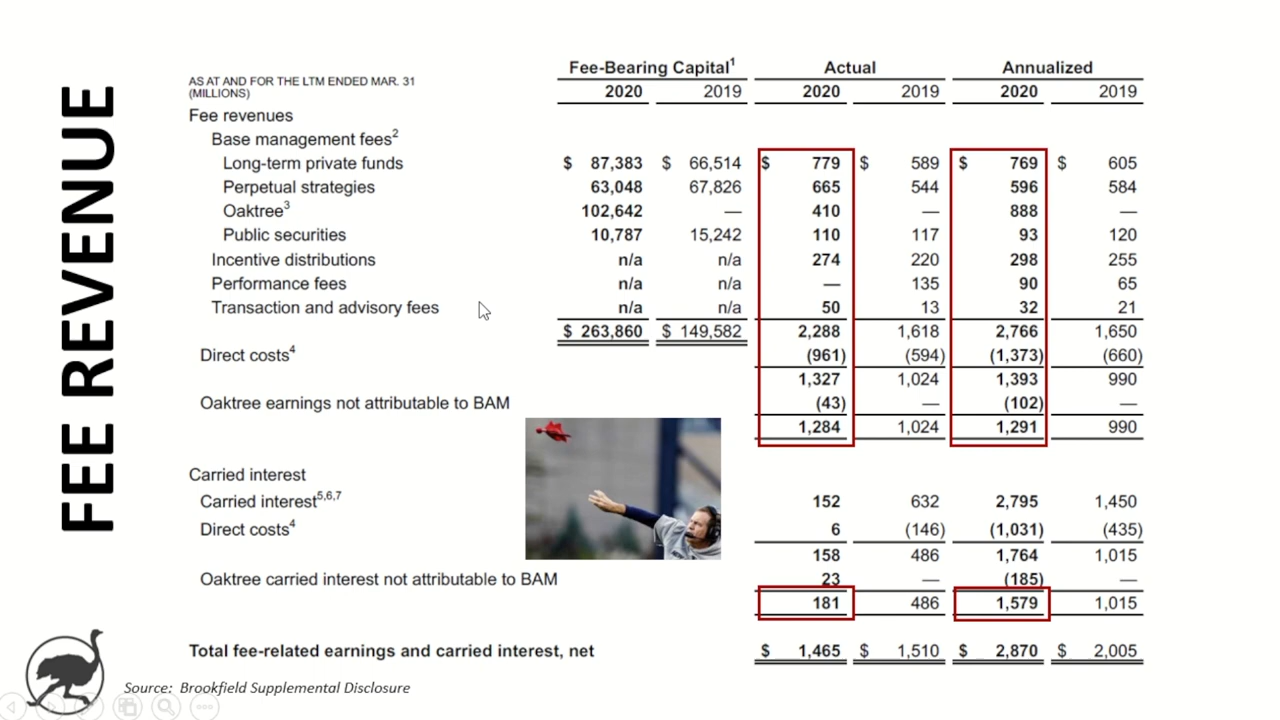 FEE REVENUE
Fee-Bearing Capital1 Actual Annualized
AS AT AND FOR THE LTM ENDED MAR. 31
(MILLIONS) 2020 2019 2020 2019 2020 2019
Fee revenues
Base management fees2
Long-term private funds $ 87,383 $ 66,514 $ 779 $ 589 $ 769 $ 605
Perpetual strategies 63,048 67,826 665 544 596 584
Oaktree3 102,642 — 410 — 888 —
Public securities 10,787 15,242 110 117 93 120
Incentive distributions n/a n/a 274 220 298 255
Performance fees n/a n/a — 135 90 65
Transaction and advisory fees n/a n/a 50 13 32 21
$ 263,860 $ 149,582 2,288 1,618 2,766 1,650
Direct costs4 (961) (594) (1,373) (660)
1,327 1,024 1,393 990
Oaktree earnings not attributable to BAM (43) — (102) —
1,284 1,024 1,291 990
Carried interest
Carried interest5,6,7 152 632 2,795 1,450
Direct costs4 6 (146) (1,031) (435)
158 486 1,764 1,015
Oaktree carried interest not attributable to BAM 23 — (185) —
181 486 1,579 1,015
Total fee-related earnings and carried interest, net $ 1,465 $ 1,510 $ 2,870 $ 2,005
Source: Brookfield Supplemental Disclosure